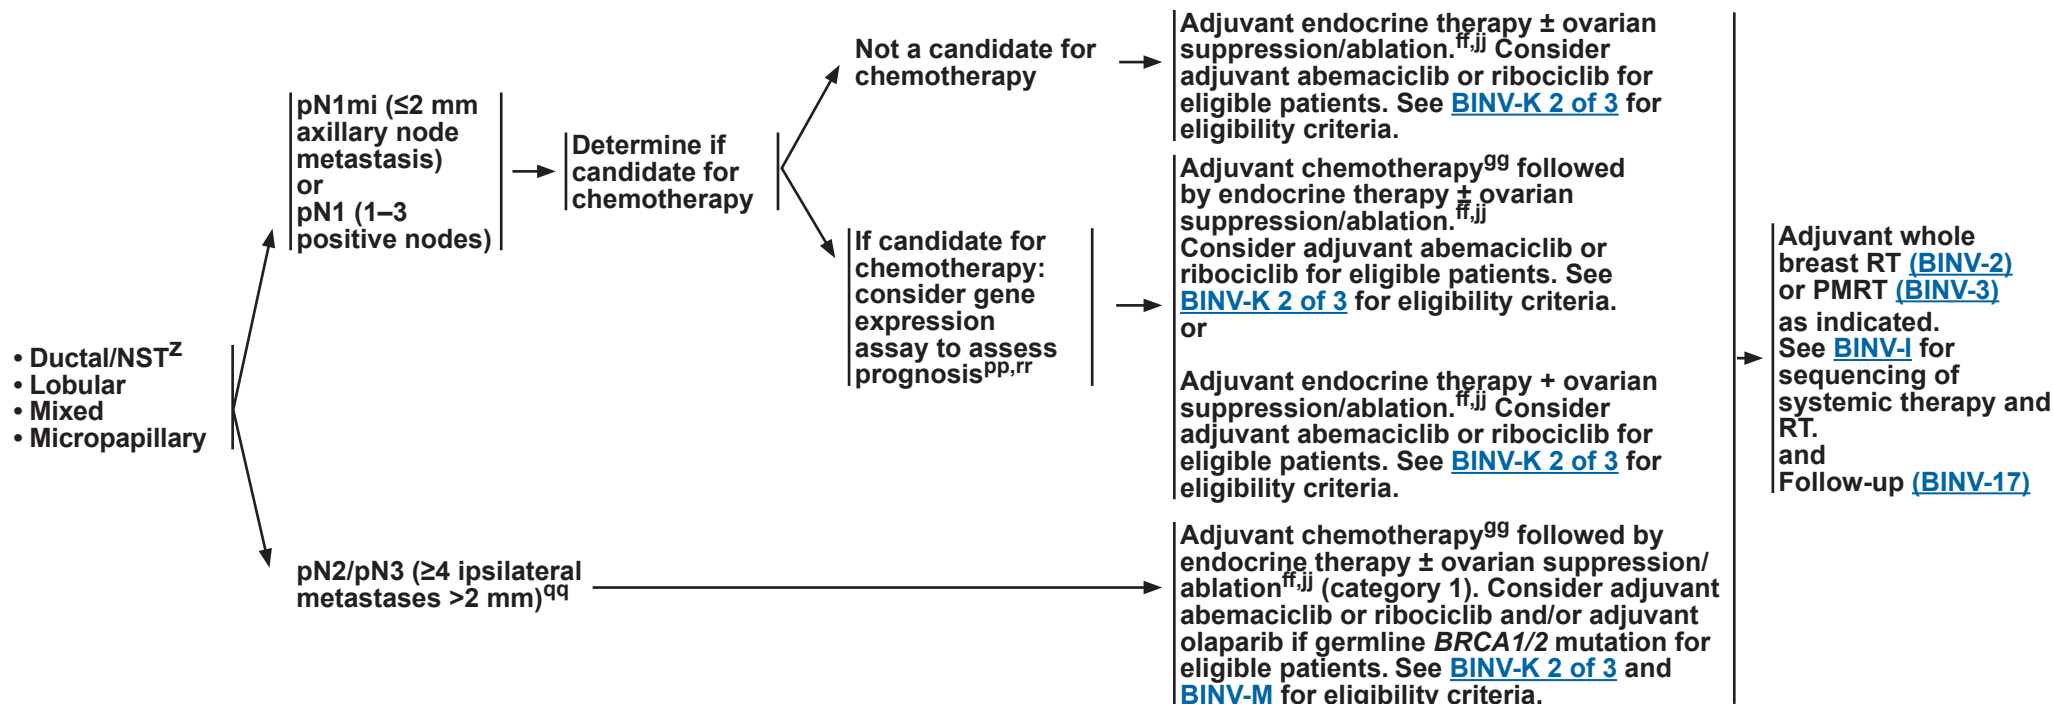 • Ductal/NSTz
• Lobular
• Mixed
• Micropapillary
pN1mi (≤2 mm
axillary node
metastasis)
or
pN1 (1–3
positive nodes)
Determine if
candidate for
chemotherapy
Not a candidate for
chemotherapy
Adjuvant endocrine therapy ± ovarian
suppression/ablation.ff,jj Consider
adjuvant abemaciclib or ribociclib for
eligible patients. See BINV-K 2 of 3 for
eligibility criteria.
If candidate for
chemotherapy:
consider gene
expression
assay to assess
prognosispp,rr
Adjuvant chemotherapygg followed
by endocrine therapy ± ovarian
suppression/ablation.ff,jj
Consider adjuvant abemaciclib or
ribociclib for eligible patients. See
BINV-K 2 of 3 for eligibility criteria.
or
Adjuvant endocrine therapy + ovarian
suppression/ablation.ff,jj Consider
adjuvant abemaciclib or ribociclib for
eligible patients. See BINV-K 2 of 3 for
eligibility criteria.
pN2/pN3 (≥4 ipsilateral
metastases >2 mm)qq
Adjuvant chemotherapygg followed by
endocrine therapy ± ovarian suppression/
ablationff,jj (category 1). Consider adjuvant
abemaciclib or ribociclib and/or adjuvant
olaparib if germline BRCA1/2 mutation for
eligible patients. See BINV-K 2 of 3 and
BINV-M for eligibility criteria.
Adjuvant whole
breast RT (BINV-2)
or PMRT (BINV-3)
as indicated.
See BINV-I for
sequencing of
systemic therapy and
RT.
and
Follow-up (BINV-17)